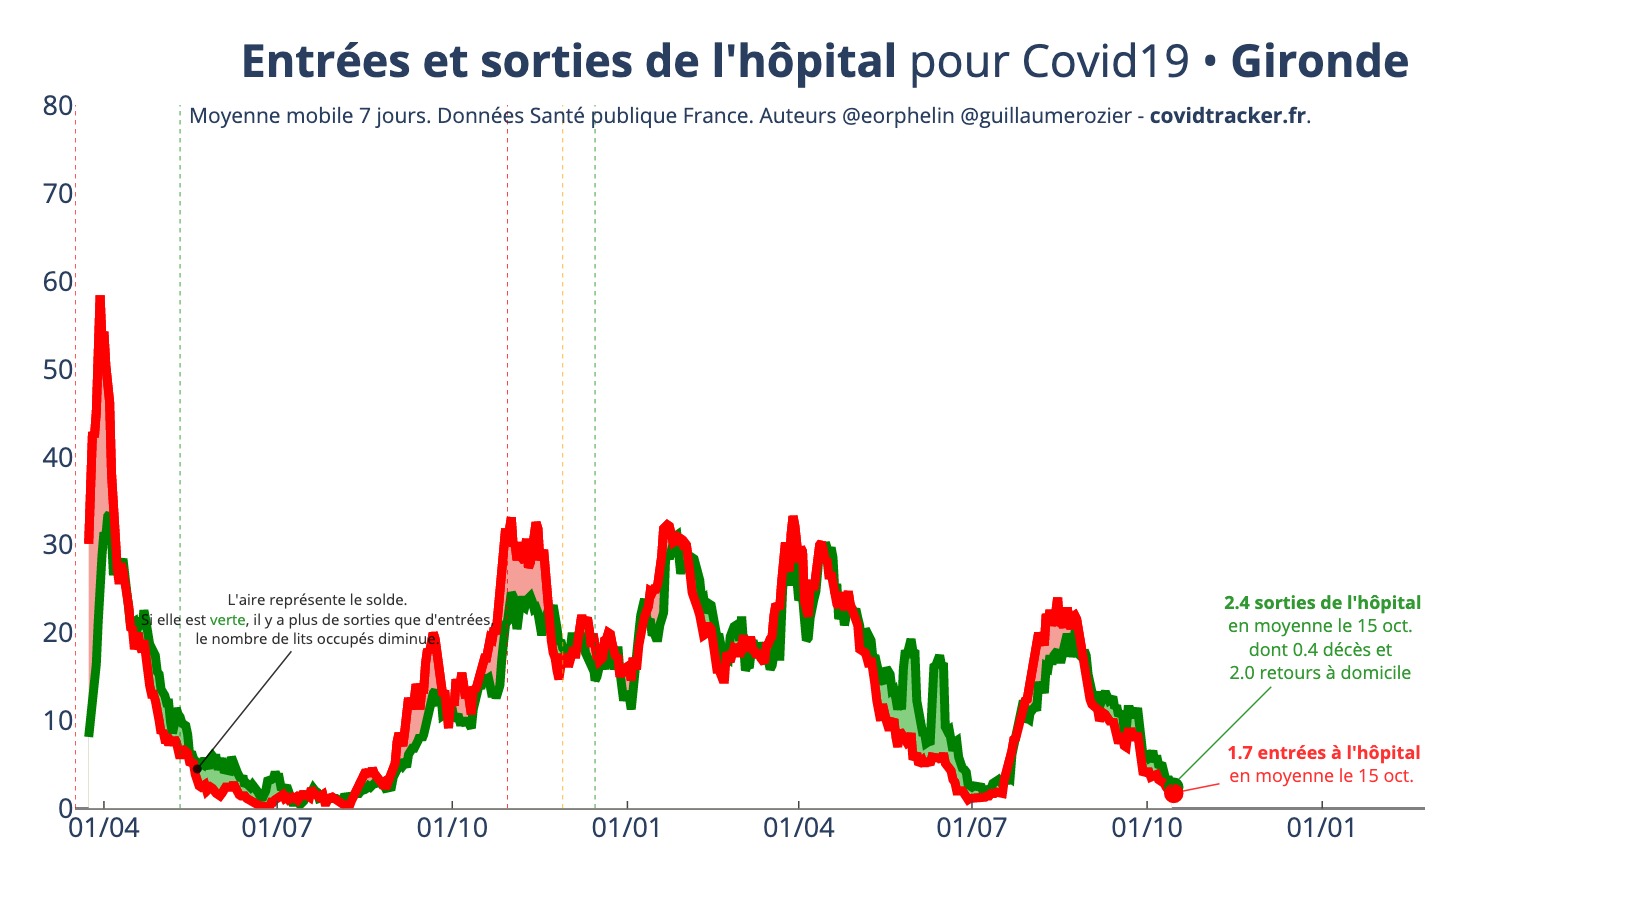 Entrées et sorties de l'hôpital pour Covid19 • Gironde
Moyenne mobile 7 jours. Données Santé publique France. Auteurs @eorphelin @guillaumerozier - covidtracker.fr.
80
70
60
50
40
30
20
10
0
L'aire représente le solde.
Si elle est verte, il y a plus de sorties que d'entrées,
le nombre de lits occupés diminue.
2.4 sorties de l'hôpital
en moyenne le 15 oct.
dont 0.4 décès et
2.0 retours à domicile
1.7 entrées à l'hôpital
en moyenne le 15 oct.
01/04 01/07 01/10 01/01 01/04 01/07 01/10 01/01